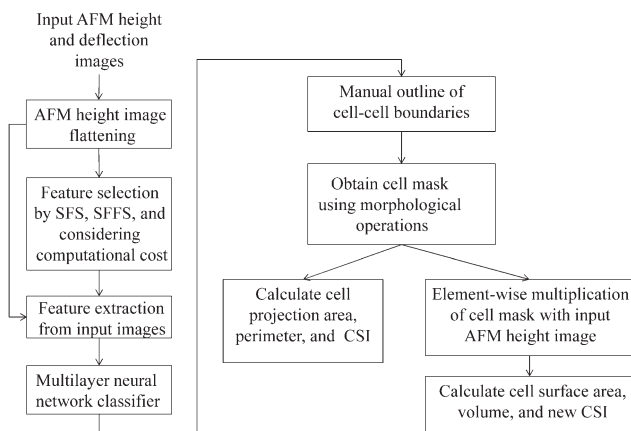 Input AFM height
and deflection
images
AFM height image
flattening
Feature selection
by SFS, SFFS, and
considering
computational cost
Feature extraction
from input images
Multilayer neural
network classifier
Manual outline of
cell-cell boundaries
Obtain cell mask
using morphological
operations
Calculate cell
projection area,
perimeter, and CSI
Element-wise multiplication
of cell mask with input
AFM height image
Calculate cell surface area,
volume, and new CSI